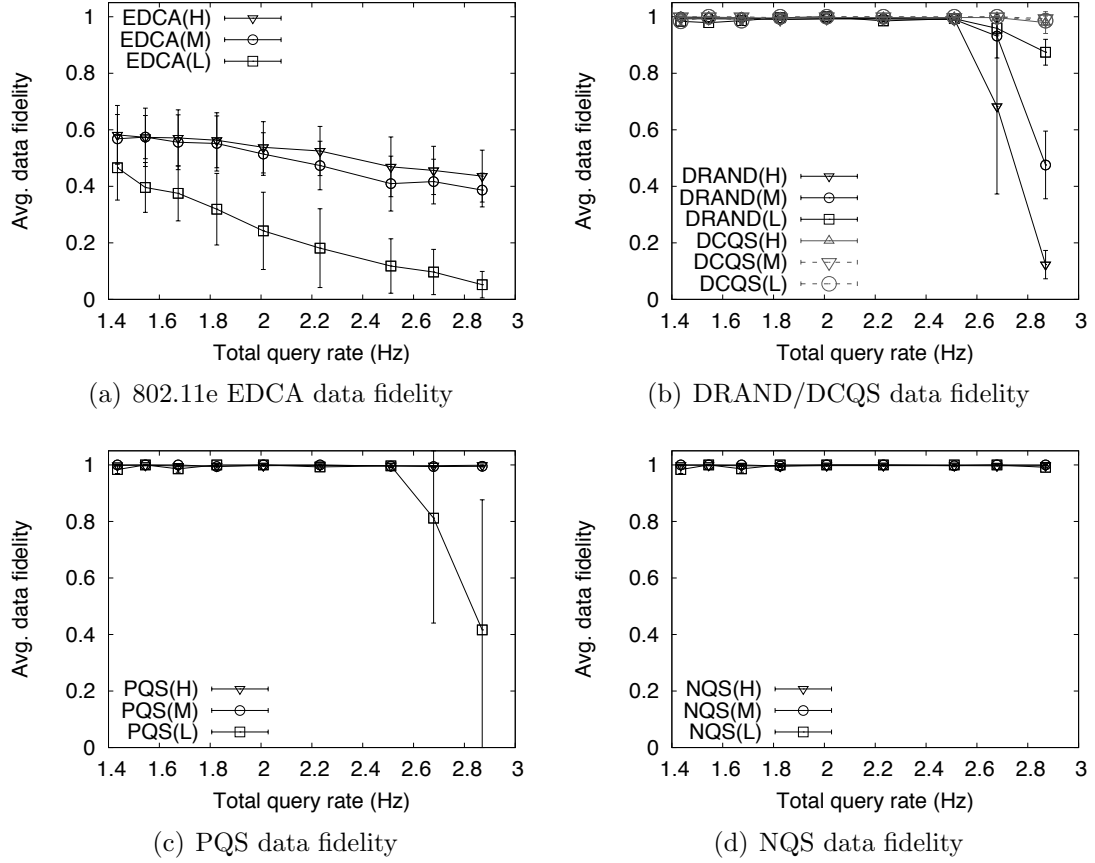 1
0.8
0.6
0.4
0.2
0
EDCA(H)
EDCA(M)
EDCA(L)
Avg. data fidelity
1.4 1.6 1.8 2 2.2 2.4 2.6 2.8 3
Total query rate (Hz)
(a) 802.11e EDCA data fidelity
1
0.8
0.6
0.4
0.2
0
DRAND(H)
DRAND(M)
DRAND(L)
DCQS(H)
DCQS(M)
DCQS(L)
Avg. data fidelity
1.4 1.6 1.8 2 2.2 2.4 2.6 2.8 3
Total query rate (Hz)
(b) DRAND/DCQS data fidelity
1
0.8
0.6
0.4
0.2
0
PQS(H)
PQS(M)
PQS(L)
Avg. data fidelity
1.4 1.6 1.8 2 2.2 2.4 2.6 2.8 3
Total query rate (Hz)
(c) PQS data fidelity
1
0.8
0.6
0.4
0.2
0
NQS(H)
NQS(M)
NQS(L)
Avg. data fidelity
1.4 1.6 1.8 2 2.2 2.4 2.6 2.8 3
Total query rate (Hz)
(d) NQS data fidelity